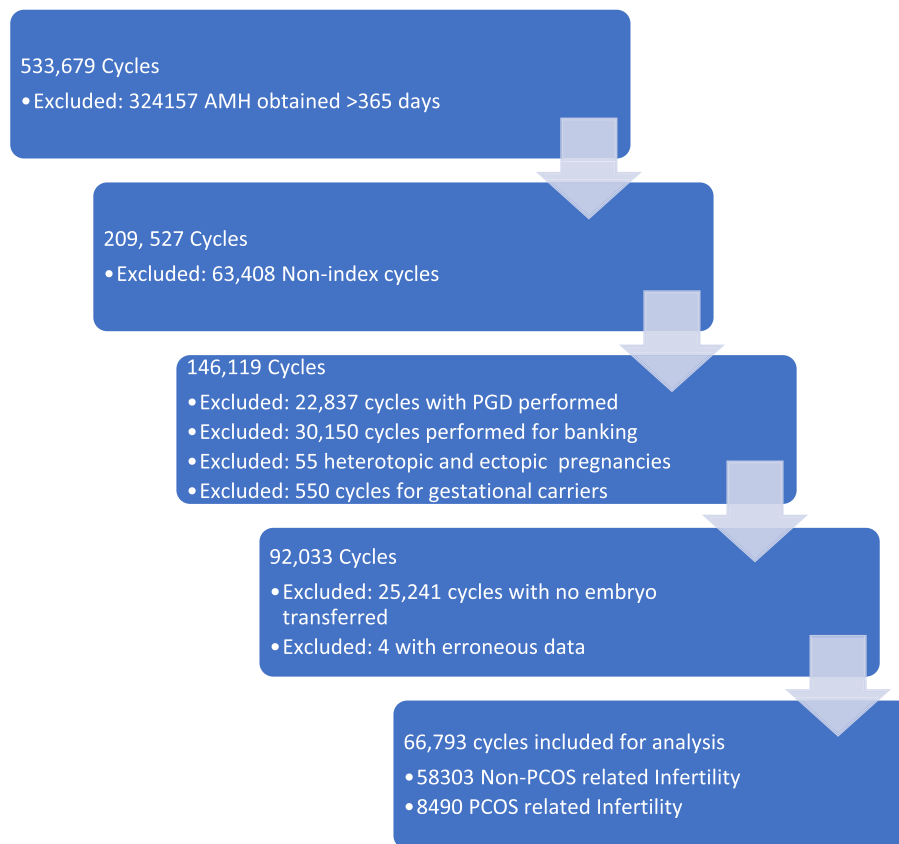 533,679 Cycles
•Excluded: 324157 AMH obtained >365 days
209, 527 Cycles
•Excluded: 63,408 Non-index cycles
146,119 Cycles
•Excluded: 22,837 cycles with PGD performed
•Excluded: 30,150 cycles performed for banking
•Excluded: 55 heterotopic and ectopic pregnancies
•Excluded: 550 cycles for gestational carriers
92,033 Cycles
•Excluded: 25,241 cycles with no embryo
transferred
•Excluded: 4 with erroneous data
66,793 cycles included for analysis
•58303 Non-PCOS related Infertility
•8490 PCOS related Infertility